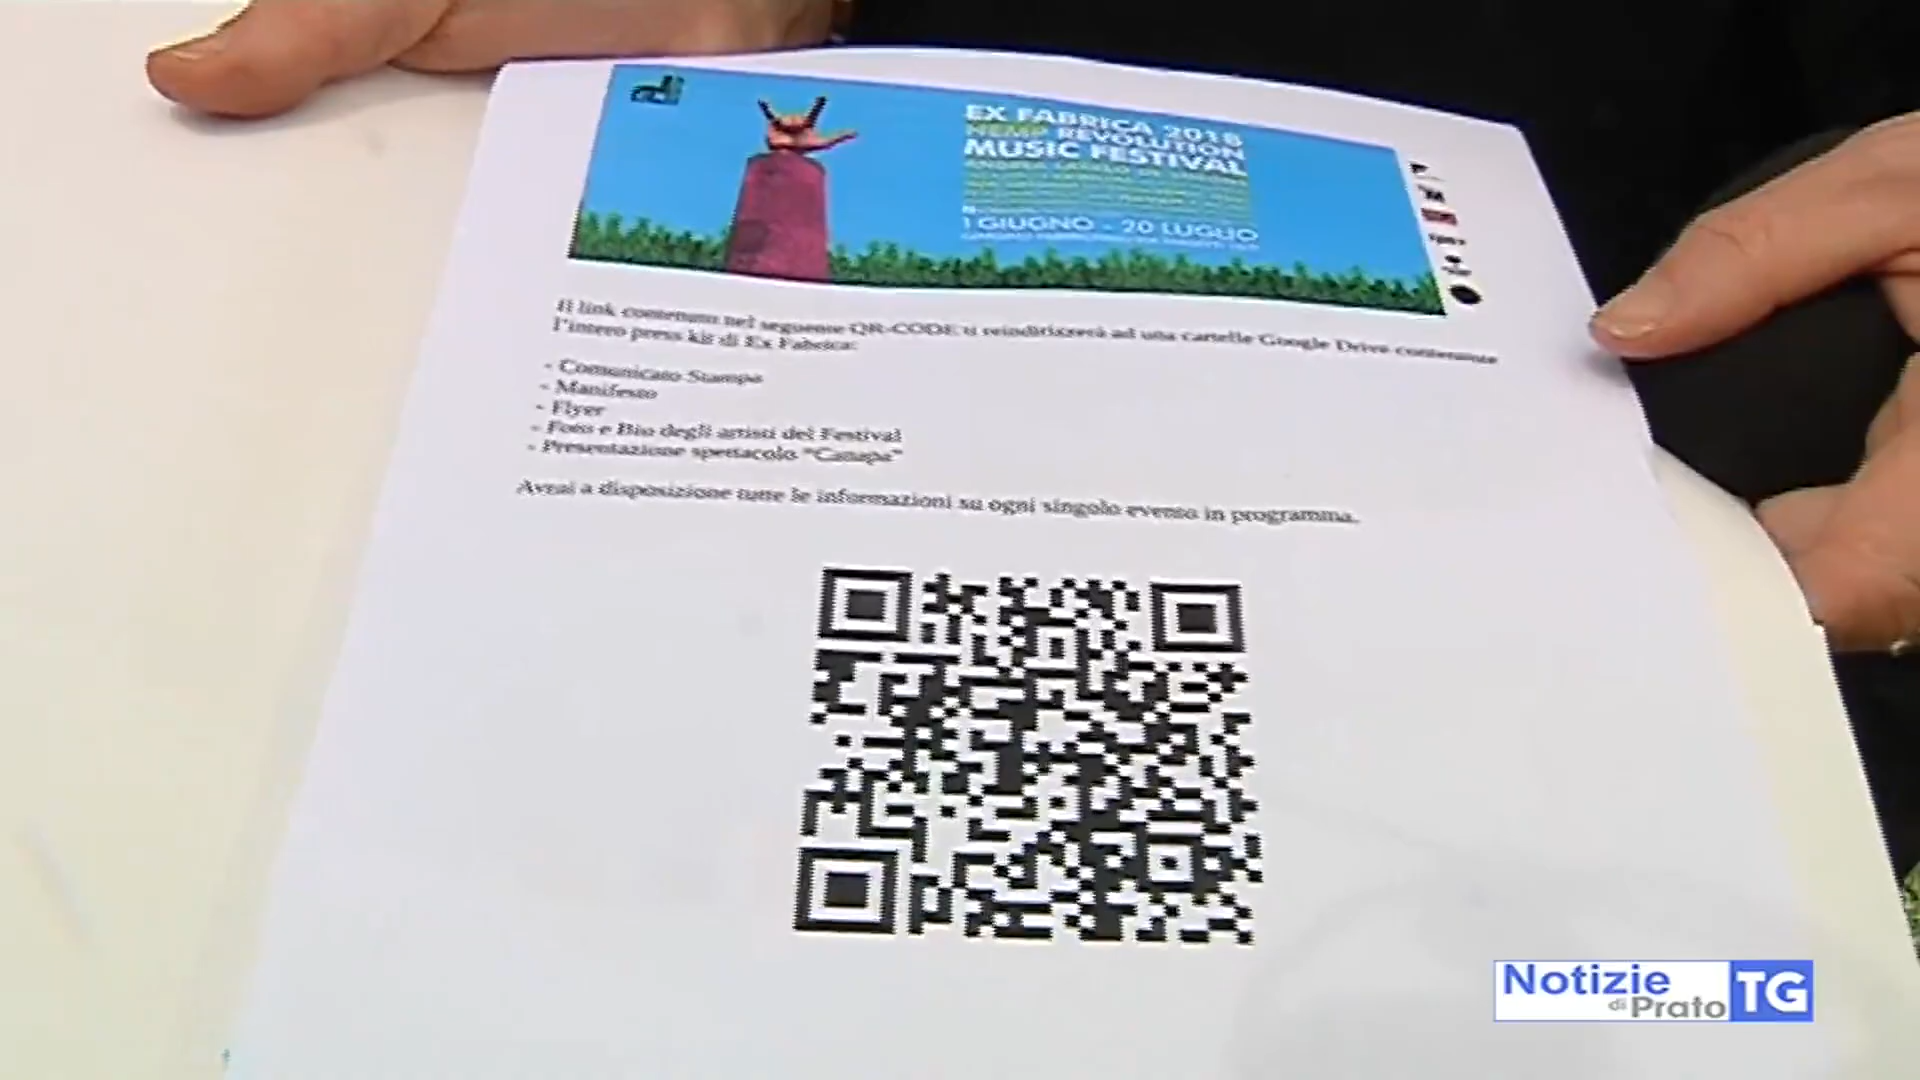 EX FABRICA 2018
HEMP REVOLUTION
MUSIC FESTIVAL
1 GIUGNO - 20 LUGLIO
Il link contenuto nel seguente QR-CODE ti reindirizzerà ad una cartelle Google Drive contenente
l'intero press kit di Ex Fabrica:
- Comunicato Stampa
- Manifesto
- Flyer
- Foto e Bio degli artisti del Festival
- Presentazione spettacolo "Canapa"
Avrai a disposizione tutte le informazioni su ogni singolo evento in programma.
Notizie
di Prato
TG